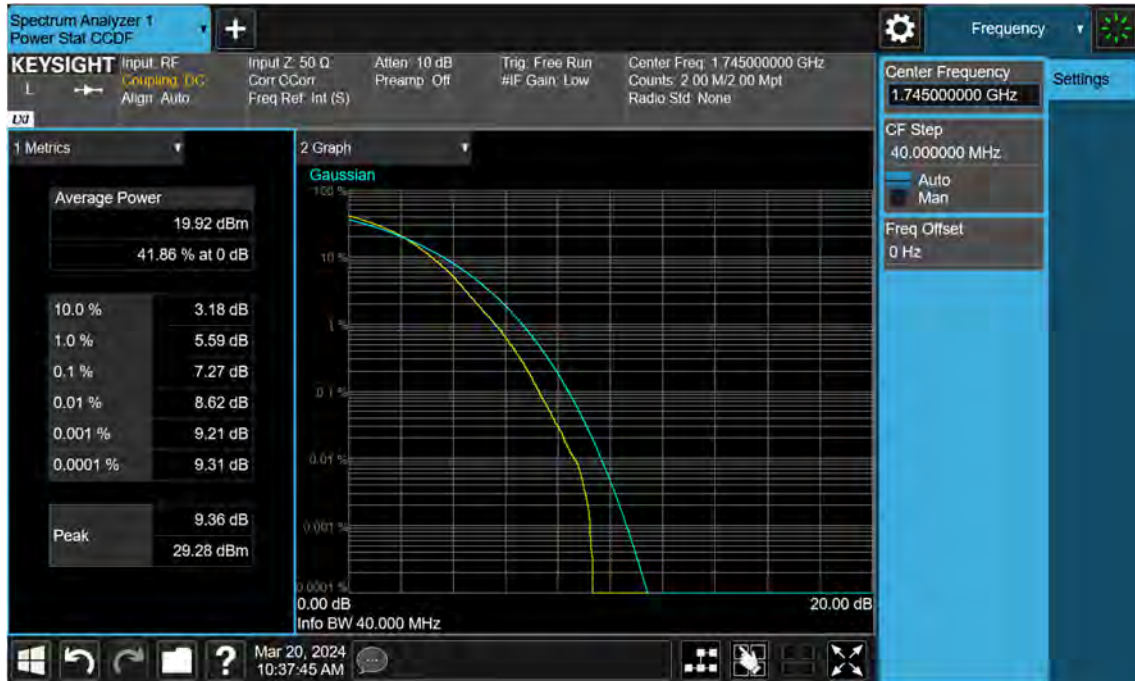 Spectrum Analyzer 1
Power Stat CCDF
Frequency
KEYSIGHT
L
LXI
Input: RF
Coupling: DC
Align: Auto
Input Z: 50 Ω
Corr CCorr
Freq Ref: Int (S)
Atten: 10 dB
Preamp: Off
Trig: Free Run
#IF Gain: Low
Center Freq: 1.745000000 GHz
Counts: 2.00 M/2.00 Mpt
Radio Std: None
Center Frequency
1.745000000 GHz
Settings
CF Step
40.000000 MHz
Auto
Man
Freq Offset
0 Hz
1 Metrics
Average Power
19.92 dBm
41.86 % at 0 dB
10.0 % 3.18 dB
1.0 % 5.59 dB
0.1 % 7.27 dB
0.01 % 8.62 dB
0.001 % 9.21 dB
0.0001 % 9.31 dB
Peak
9.36 dB
29.28 dBm
2 Graph
Gaussian
100 %
10 %
1 %
0.1 %
0.01 %
0.001 %
0.0001 %
0.00 dB 20.00 dB
Info BW 40.000 MHz
?
Mar 20, 2024
10:37:45 AM